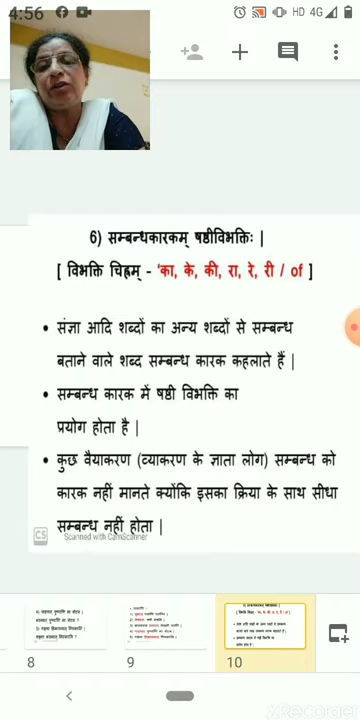 4:56
HD 4G
6) सम्बन्धकारकम् षष्ठीविभक्तिः |
[ विभक्ति चिह्नम् - 'का, के, की, रा, रे, री / of ]
• संज्ञा आदि शब्दों का अन्य शब्दों से सम्बन्ध
बताने वाले शब्द सम्बन्ध कारक कहलाते हैं |
• सम्बन्ध कारक में षष्ठी विभक्ति का
प्रयोग होता है |
• कुछ वैयाकरण (व्याकरण के ज्ञाता लोग) सम्बन्ध को
कारक नहीं मानते क्योंकि इसका क्रिया के साथ सीधा
सम्बन्ध नहीं होता |
CS Scanned with CamScanner
8
9
10
XRecorder